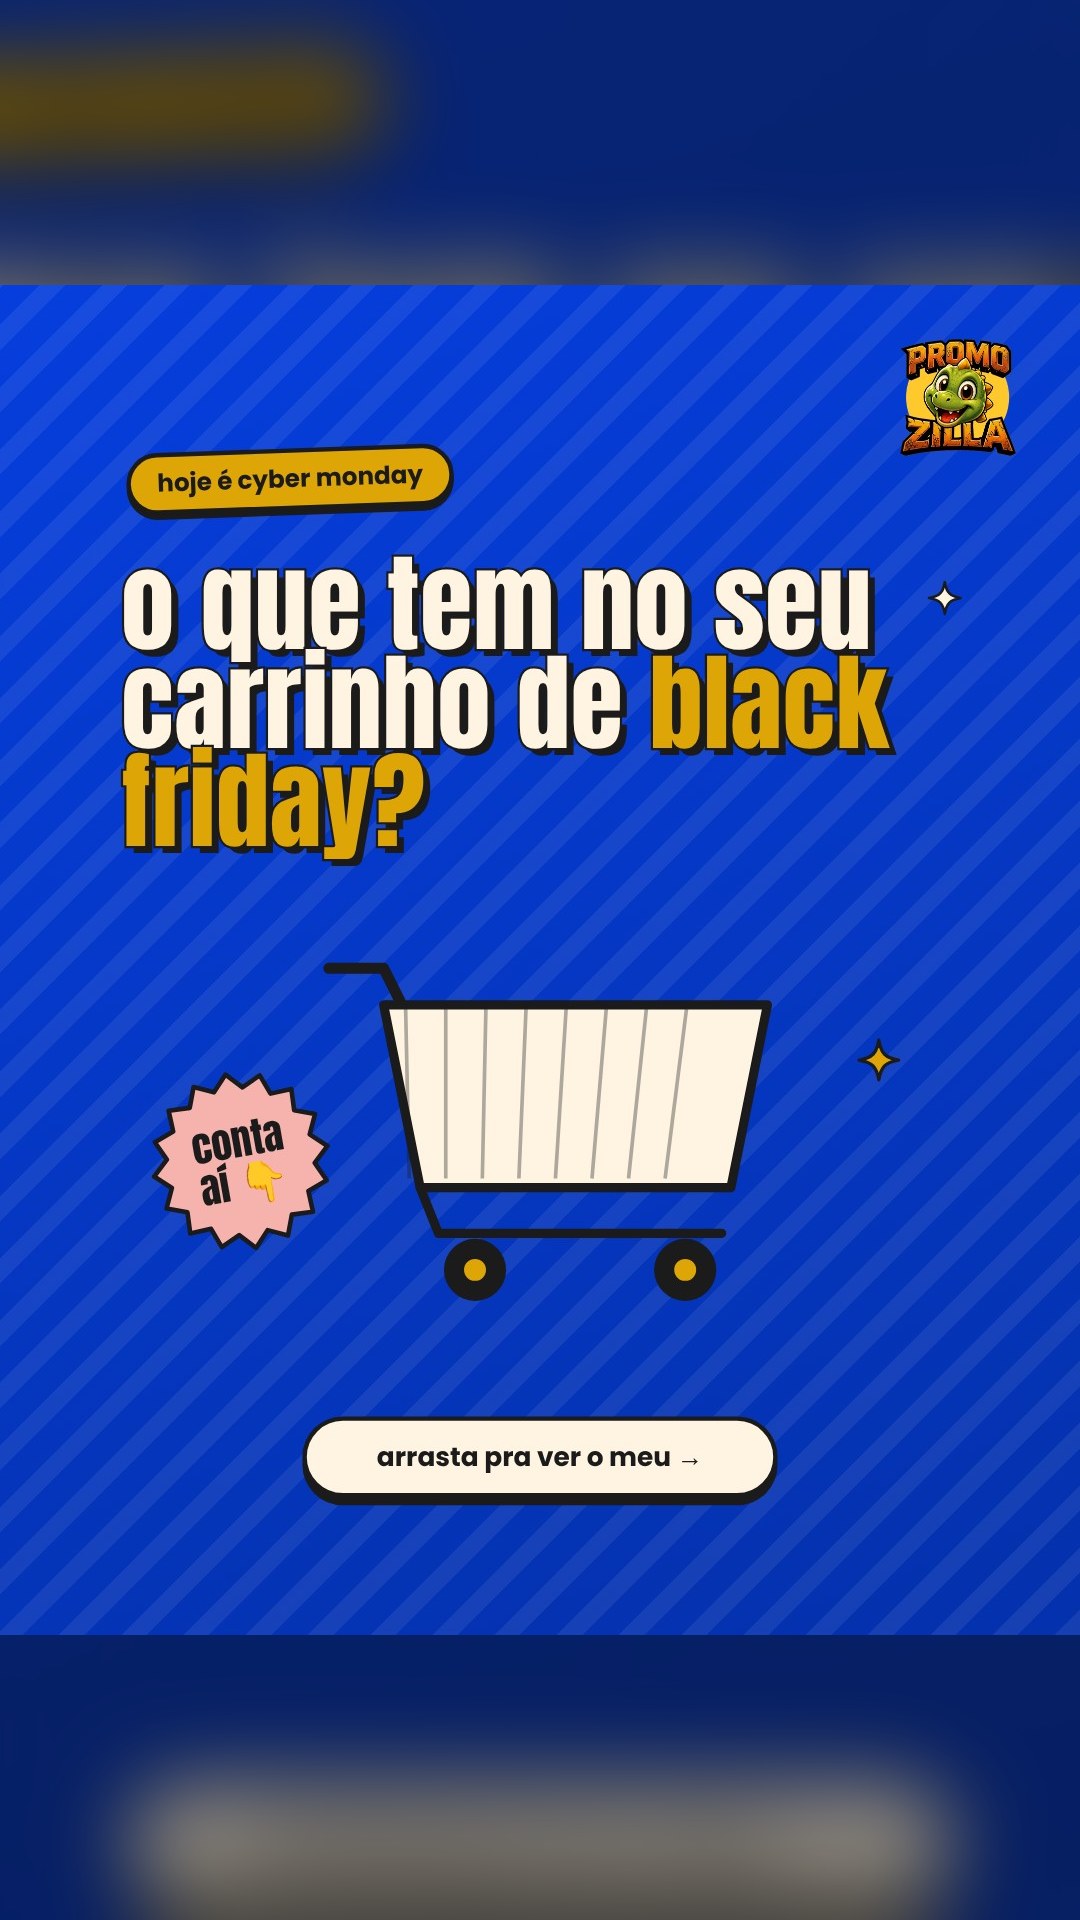 PROMO
ZILLA
hoje é cyber monday
o que tem no seu
carrinho de black
friday?
conta
aí 👇
arrasta pra ver o meu →